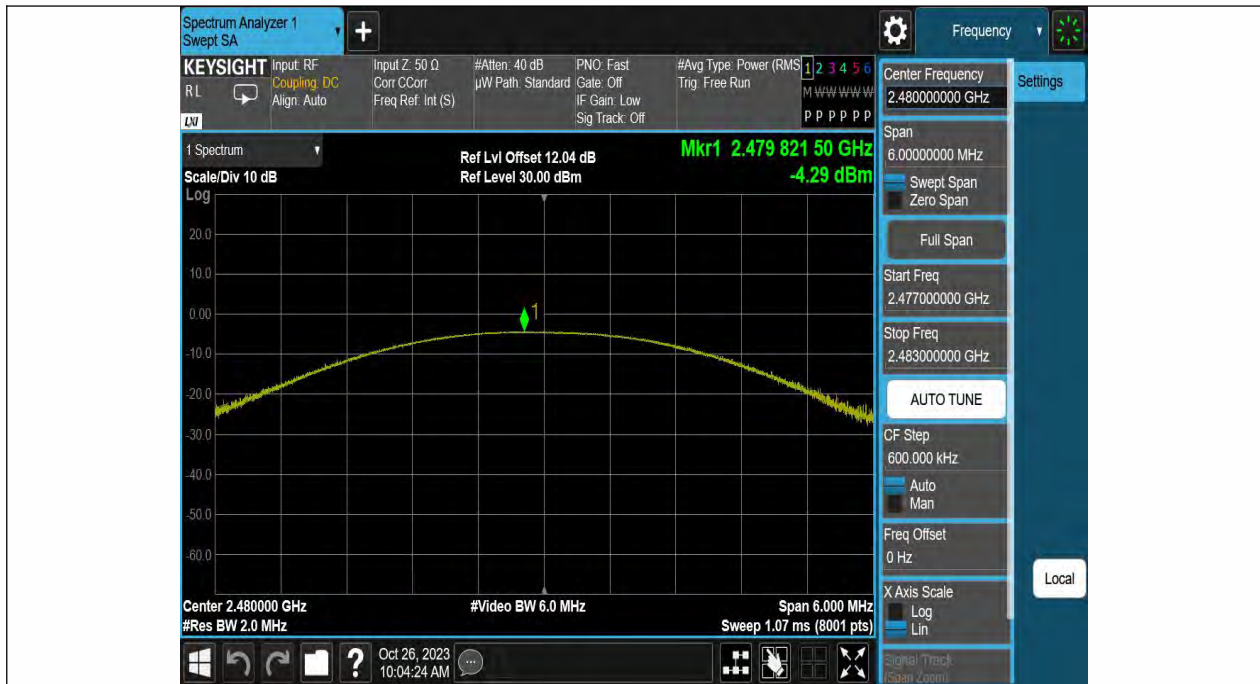 Spectrum Analyzer 1
Swept SA
+
Frequency
KEYSIGHT
R L
LXI
Input: RF
Coupling: DC
Align: Auto
Input Z: 50 Ω
Corr CCorr
Freq Ref: Int (S)
#Atten: 40 dB
µW Path: Standard
PNO: Fast
Gate: Off
IF Gain: Low
Sig Track: Off
#Avg Type: Power (RMS
Trig: Free Run
1 2 3 4 5 6
M W W W W W
P P P P P P
Center Frequency
2.480000000 GHz
Settings
Span
6.00000000 MHz
Swept Span
Zero Span
Full Span
Start Freq
2.477000000 GHz
Stop Freq
2.483000000 GHz
AUTO TUNE
CF Step
600.000 kHz
Auto
Man
Freq Offset
0 Hz
X Axis Scale
Log
Lin
Signal Track
(Span Zoom)
Local
1 Spectrum
Scale/Div 10 dB
Log
Ref Lvl Offset 12.04 dB
Ref Level 30.00 dBm
Mkr1 2.479 821 50 GHz
-4.29 dBm
20.0
10.0
0.00
-10.0
-20.0
-30.0
-40.0
-50.0
-60.0
1
Center 2.480000 GHz
#Res BW 2.0 MHz
#Video BW 6.0 MHz
Span 6.000 MHz
Sweep 1.07 ms (8001 pts)
?
Oct 26, 2023
10:04:24 AM